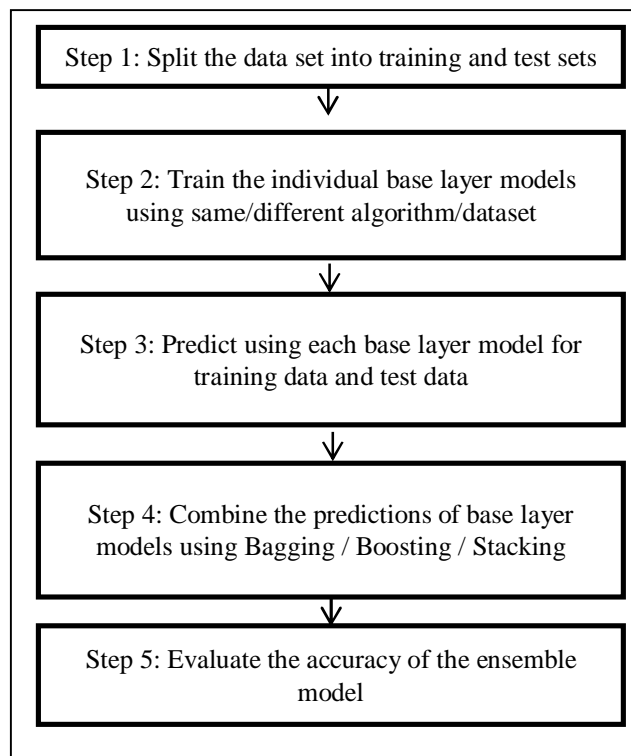 Step 1: Split the data set into training and test sets
Step 2: Train the individual base layer models
using same/different algorithm/dataset
Step 3: Predict using each base layer model for
training data and test data
Step 4: Combine the predictions of base layer
models using Bagging / Boosting / Stacking
Step 5: Evaluate the accuracy of the ensemble
model